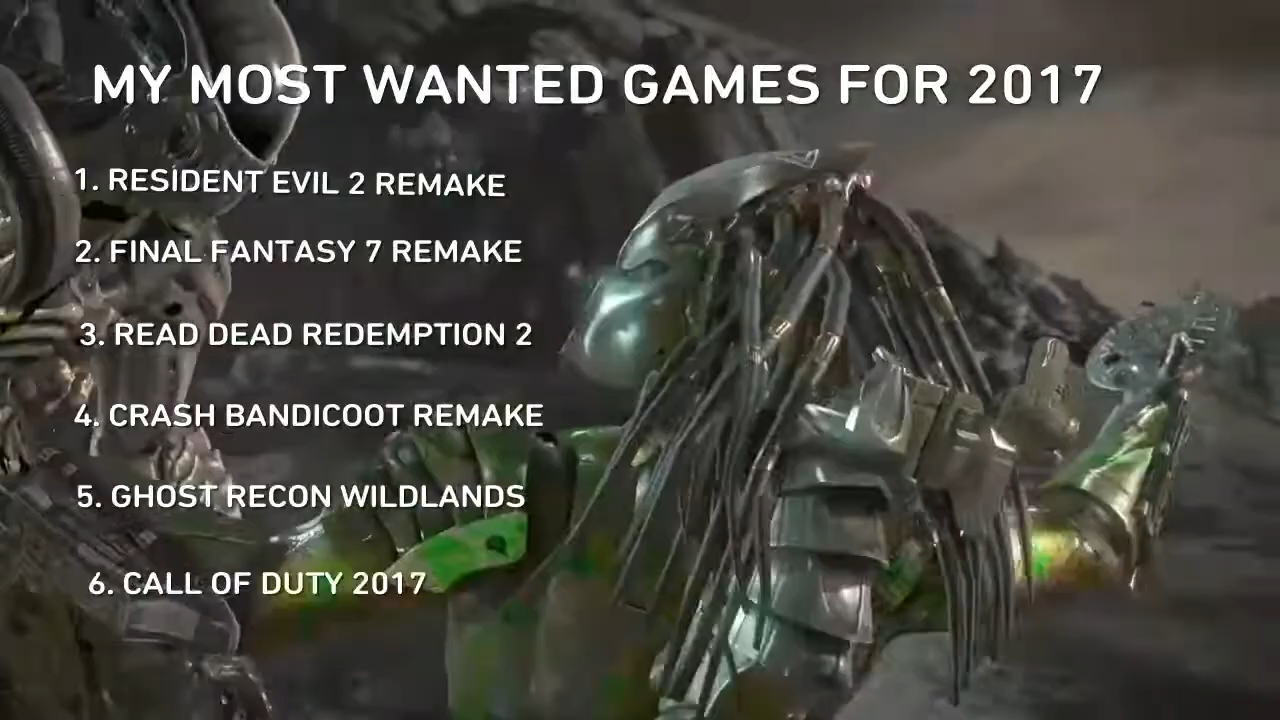 MY MOST WANTED GAMES FOR 2017
1. RESIDENT EVIL 2 REMAKE
2. FINAL FANTASY 7 REMAKE
3. READ DEAD REDEMPTION 2
4. CRASH BANDICOOT REMAKE
5. GHOST RECON WILDLANDS
6. CALL OF DUTY 2017